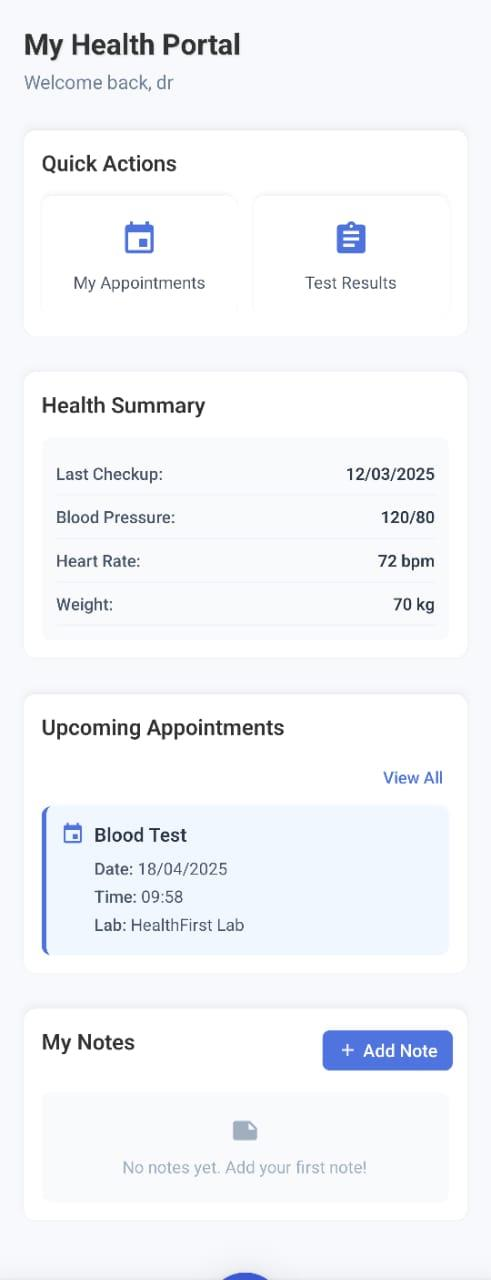 My Health Portal
Welcome back, dr
Quick Actions
My Appointments
Test Results
Health Summary
Last Checkup: 12/03/2025
Blood Pressure: 120/80
Heart Rate: 72 bpm
Weight: 70 kg
Upcoming Appointments
View All
Blood Test
Date: 18/04/2025
Time: 09:58
Lab: HealthFirst Lab
My Notes
+ Add Note
No notes yet. Add your first note!